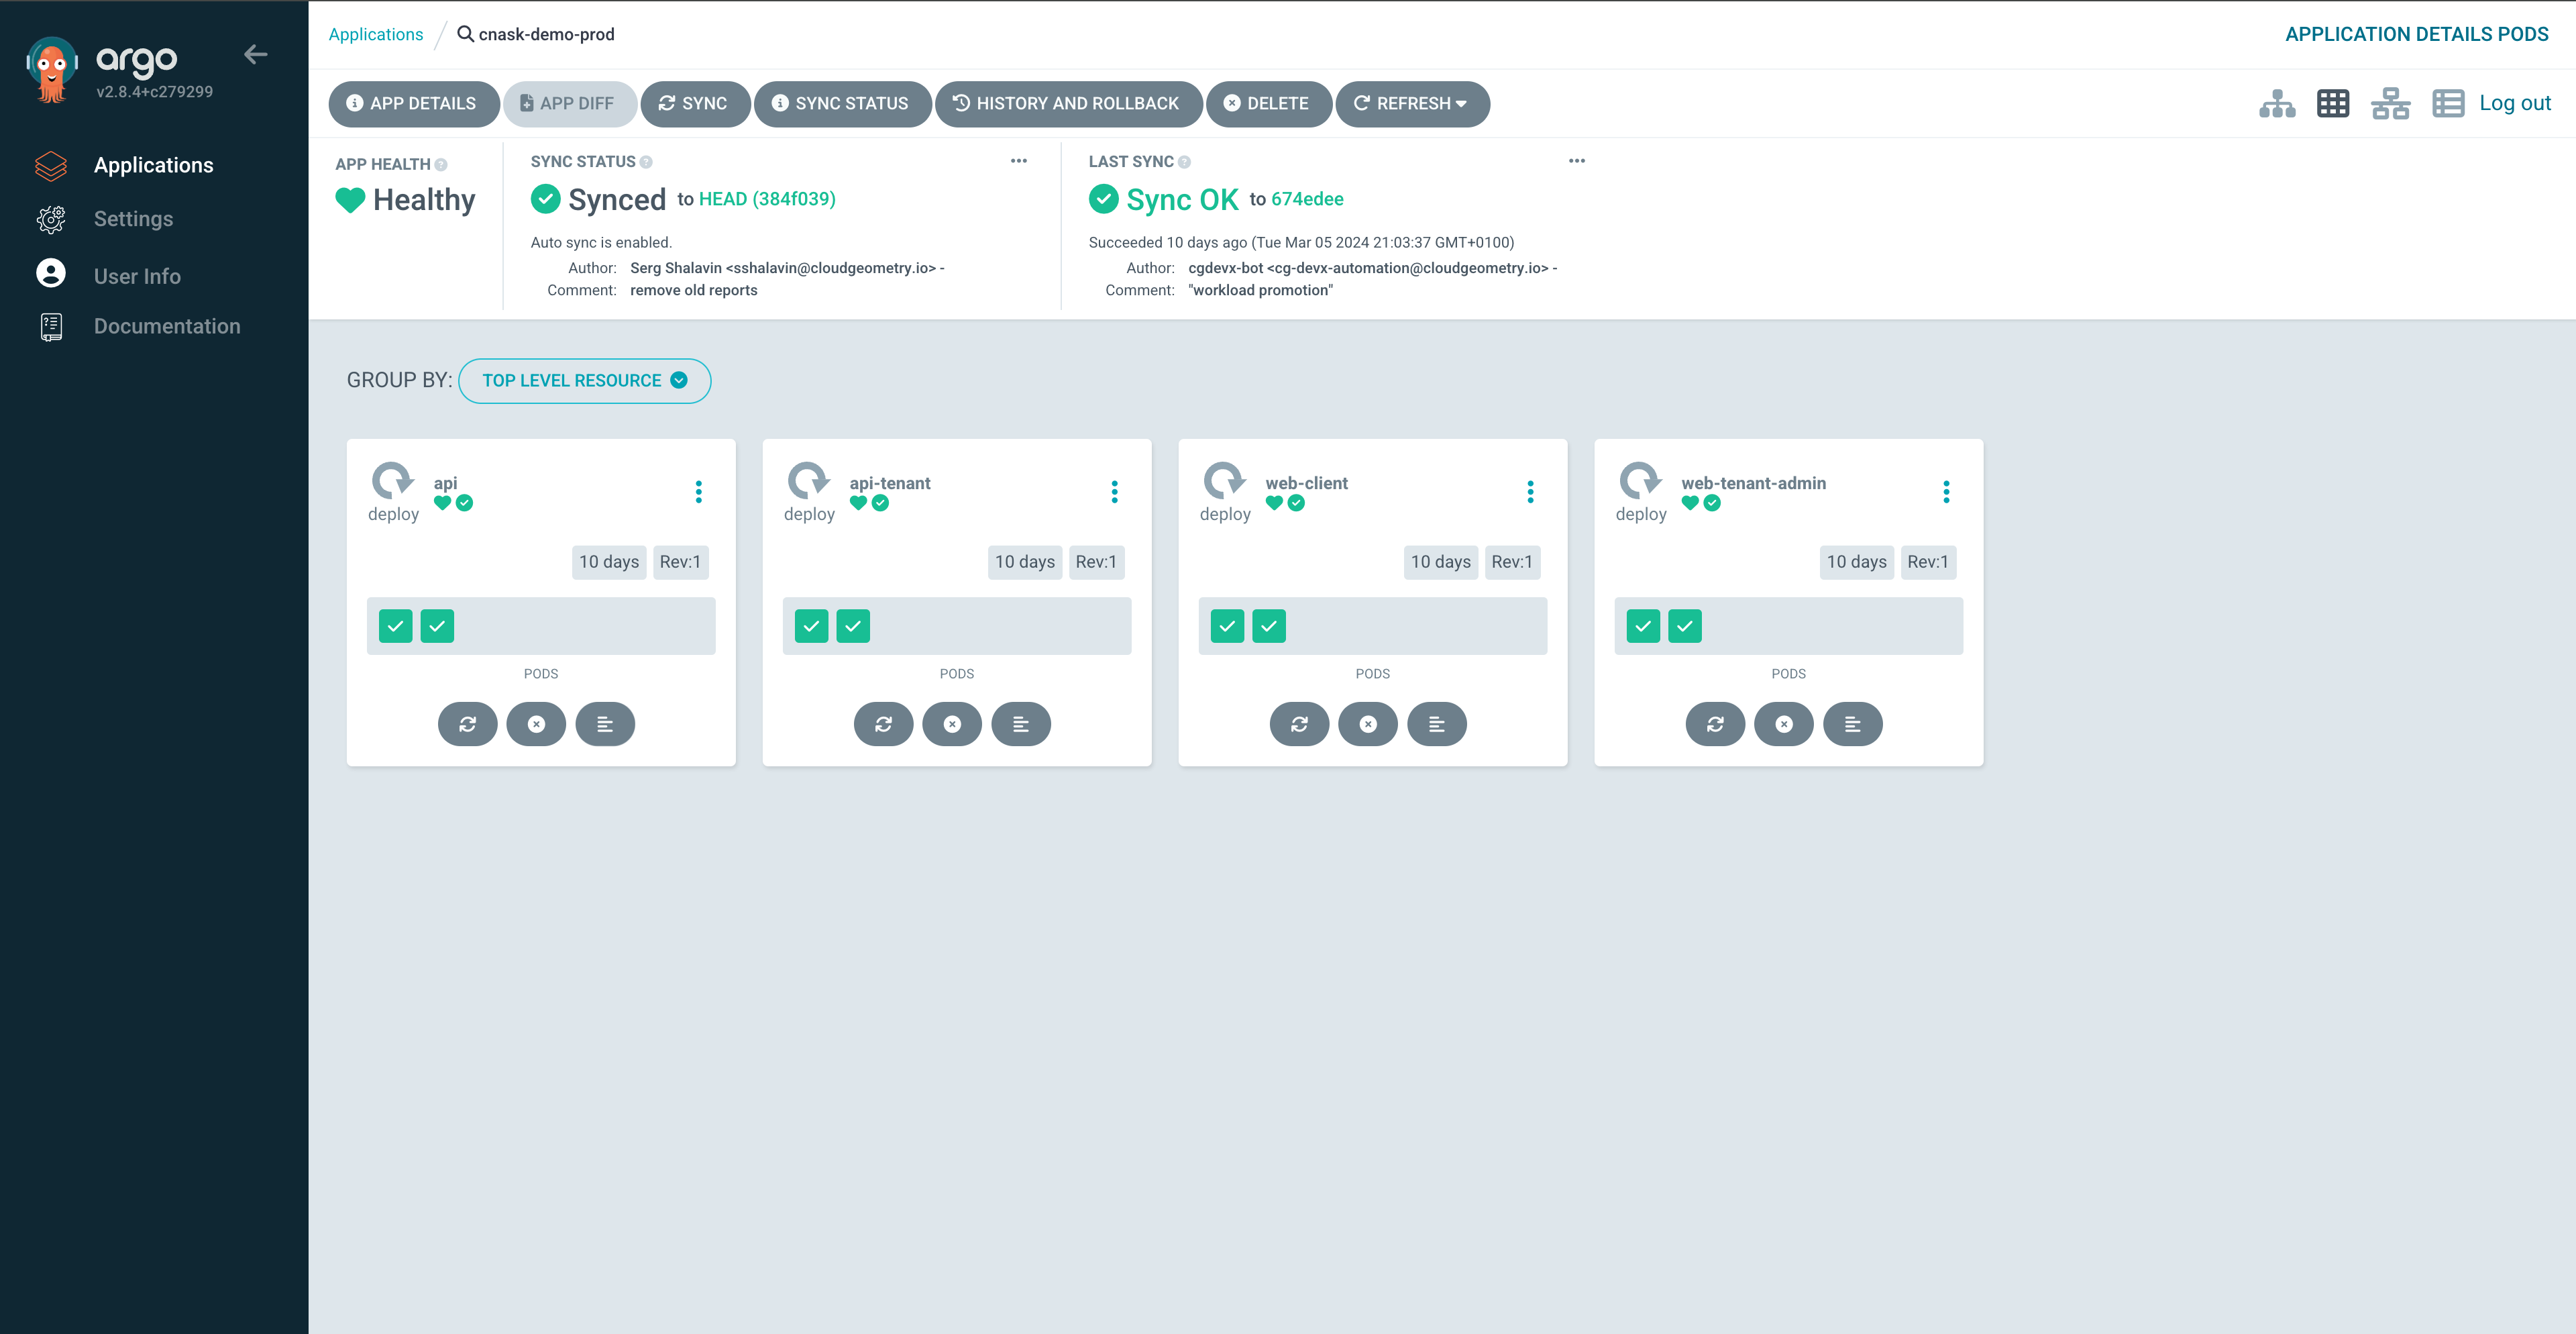 argo
v2.8.4+c279299
Applications
Settings
User Info
Documentation
Applications / cnask-demo-prod
APPLICATION DETAILS PODS
APP DETAILS APP DIFF SYNC SYNC STATUS HISTORY AND ROLLBACK DELETE REFRESH
Log out
APP HEALTH
Healthy
SYNC STATUS
Synced to HEAD (384f039)
Auto sync is enabled.
Author: Serg Shalavin <sshalavin@cloudgeometry.io> -
Comment: remove old reports
LAST SYNC
Sync OK to 674edee
Succeeded 10 days ago (Tue Mar 05 2024 21:03:37 GMT+0100)
Author: cgdevx-bot <cg-devx-automation@cloudgeometry.io> -
Comment: "workload promotion"
GROUP BY: TOP LEVEL RESOURCE
api
deploy
10 days Rev:1
PODS
api-tenant
deploy
10 days Rev:1
PODS
web-client
deploy
10 days Rev:1
PODS
web-tenant-admin
deploy
10 days Rev:1
PODS